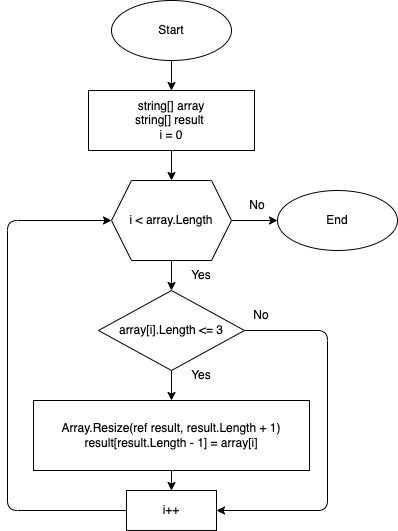 Start
string[] array
string[] result
i = 0
i < array.Length
No
End
Yes
array[i].Length <= 3
No
Yes
Array.Resize(ref result, result.Length + 1)
result[result.Length - 1] = array[i]
i++